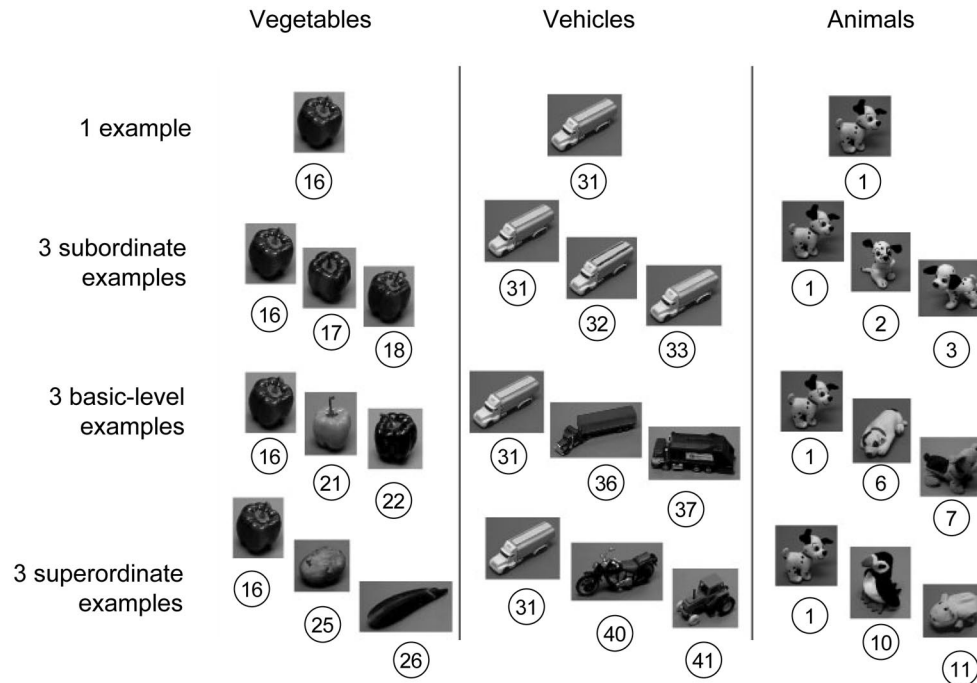 Vegetables Vehicles Animals
1 example
16 31 1
3 subordinate
examples
16 17 18 31 32 33 1 2 3
3 basic-level
examples
16 21 22 31 36 37 1 6 7
3 superordinate
examples
16 25 26 31 40 41 1 10 11